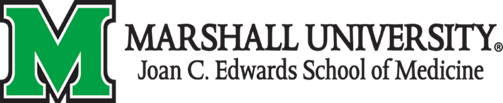 M
MARSHALL UNIVERSITY®
Joan C. Edwards School of Medicine